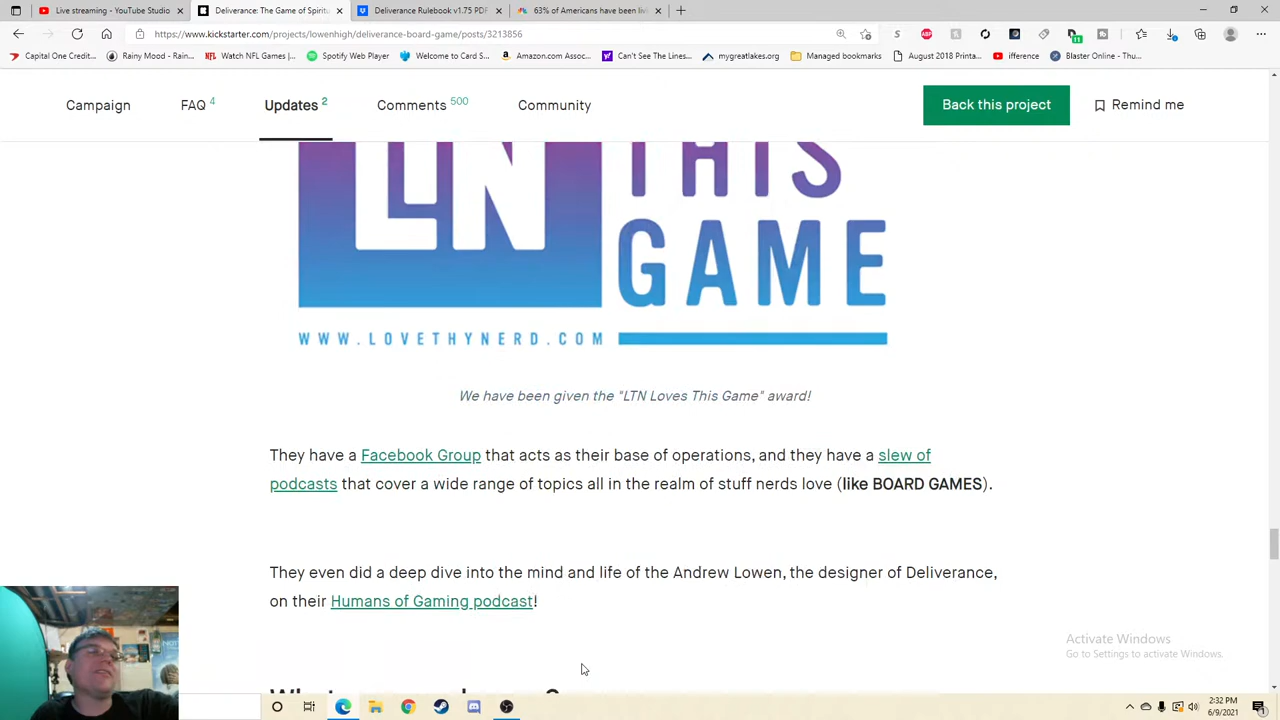 Live streaming - YouTube Studio
Deliverance: The Game of Spirit
Deliverance Rulebook v1.75 PDF
63% of Americans have been livi
https://www.kickstarter.com/projects/lowenhigh/deliverance-board-game/posts/3213856
Capital One Credit...
Rainy Mood - Rain...
Watch NFL Games |...
Spotify Web Player
Welcome to Card S...
Amazon.com Assoc...
Can't See The Lines...
mygreatlogo.com
Managed bookmarks
August 2018 Printa...
ifference
Blaster Online - Thu...
Campaign
FAQ 4
Updates 2
Comments 500
Community
Back this project
Remind me
LTN
THIS
GAME
WWW.LOVETHYNERD.COM
We have been given the "LTN Loves This Game" award!
They have a Facebook Group that acts as their base of operations, and they have a slew of
podcasts that cover a wide range of topics all in the realm of stuff nerds love (like BOARD GAMES).
They even did a deep dive into the mind and life of the Andrew Lowen, the designer of Deliverance,
on their Humans of Gaming podcast!
Activate Windows
Go to Settings to activate Windows.
2:32 PM
6/9/2021